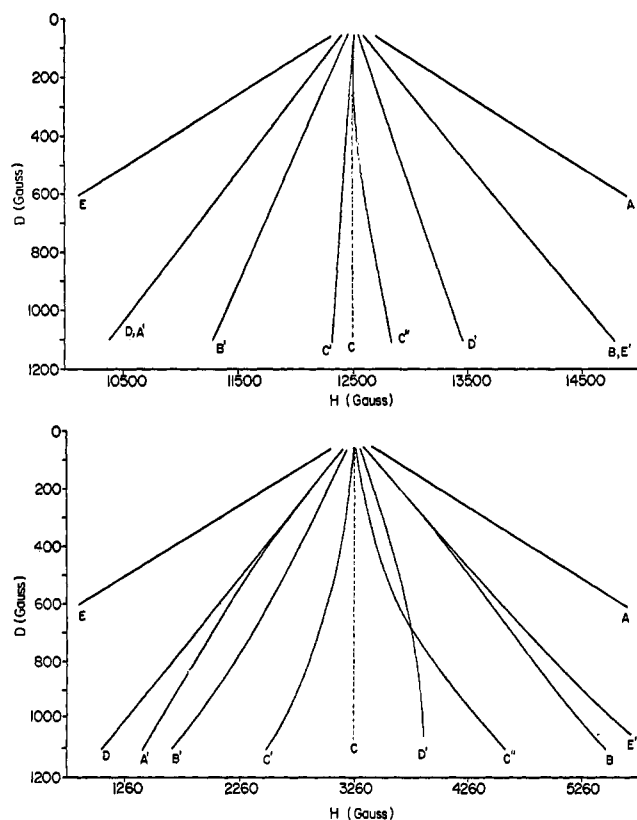 0
200
400
600
800
1000
1200
D (Gauss)
E
D,A'
B'
C'
C
C"
D'
B,E'
A
10500 11500 12500 13500 14500
H (Gauss)
0
200
400
600
800
1000
1200
D (Gauss)
E
D
A'
B'
C'
C
D'
C"
B
E'
A
1260 2260 3260 4260 5260
H (Gauss)